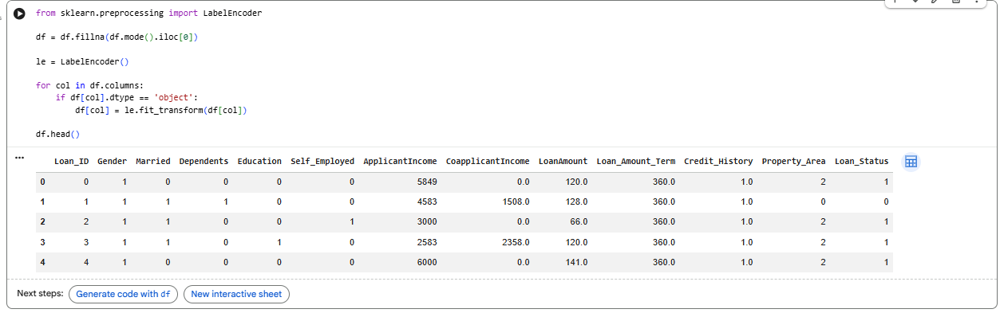 from sklearn.preprocessing import LabelEncoder
df = df.fillna(df.mode().iloc[0])
le = LabelEncoder()
for col in df.columns:
    if df[col].dtype == 'object':
        df[col] = le.fit_transform(df[col])
df.head()
Loan_ID Gender Married Dependents Education Self_Employed ApplicantIncome CoapplicantIncome LoanAmount Loan_Amount_Term Credit_History Property_Area Loan_Status
0 0 1 0 0 0 0 5849 0.0 120.0 360.0 1.0 2 1
1 1 1 1 1 0 0 4583 1508.0 128.0 360.0 1.0 0 0
2 2 1 1 0 0 1 3000 0.0 66.0 360.0 1.0 2 1
3 3 1 1 0 1 0 2583 2358.0 120.0 360.0 1.0 2 1
4 4 1 0 0 0 0 6000 0.0 141.0 360.0 1.0 2 1
Next steps: Generate code with df New interactive sheet